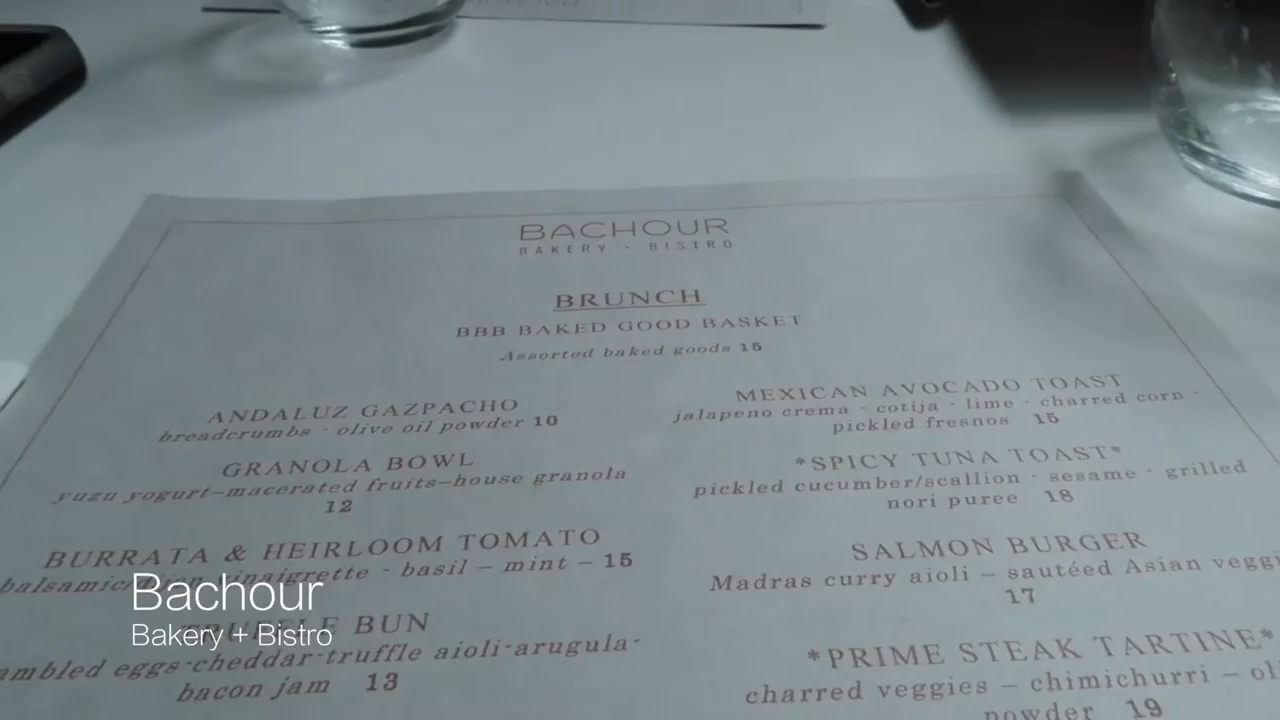 BACHOUR
BAKERY · BISTRO
BRUNCH
BBB BAKED GOOD BASKET
Assorted baked goods 15
ANDALUZ GAZPACHO
breadcrumbs · olive oil powder 10
GRANOLA BOWL
yuzu yogurt—macerated fruits—house granola
12
BURRATA & HEIRLOOM TOMATO
vinaigrette - basil — mint — 15
BUN
eggs-cheddar-truffle aioli-arugula-
bacon jam 13
MEXICAN AVOCADO TOAST
jalapeno crema · cotija · lime · charred corn ·
pickled fresnos 15
*SPICY TUNA TOAST*
pickled cucumber/scallion · sesame · grilled
nori puree 18
SALMON BURGER
Madras curry aioli — sautéed Asian
17
*PRIME STEAK TARTINE*
charred veggies — chimichurri —
powder 19
Bachour
Bakery + Bistro